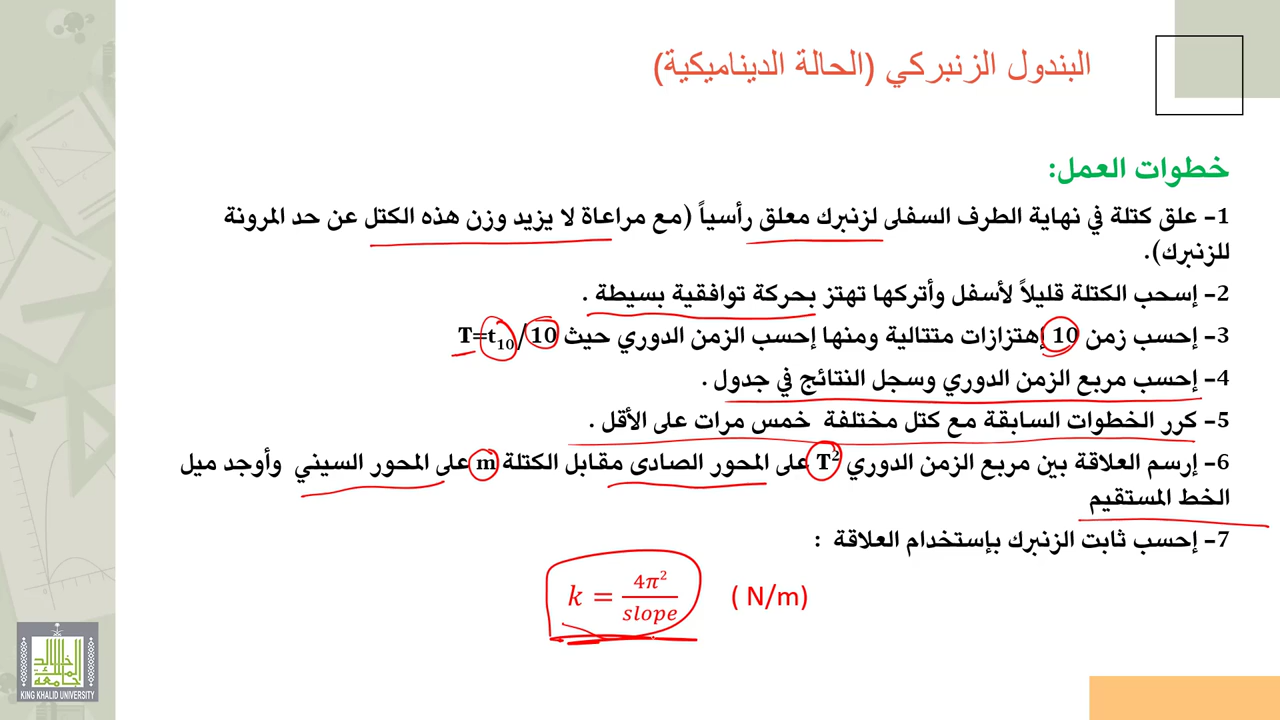 البندول الزنبركي (الحالة الديناميكية)
خطوات العمل:
1- علق كتلة في نهاية الطرف السفلى لزنبرك معلق رأسياً (مع مراعاة لا يزيد وزن هذه الكتل عن حد المرونة
للزنبرك).
2- إسحب الكتلة قليلاً لأسفل وأتركها تهتز بحركة توافقية بسيطة .
3- إحسب زمن 10 إهتزازات متتالية ومنها إحسب الزمن الدوري حيث T=t₁₀/10
4- إحسب مربع الزمن الدوري وسجل النتائج في جدول .
5- كرر الخطوات السابقة مع كتل مختلفة خمس مرات على الأقل .
6- إرسم العلاقة بين مربع الزمن الدوري T² على المحور الصادى مقابل الكتلة m على المحور السيني وأوجد ميل
الخط المستقيم
7- إحسب ثابت الزنبرك بإستخدام العلاقة :
k = 4π²/slope ( N/m)
جامعة الملك خالد
KING KHALID UNIVERSITY